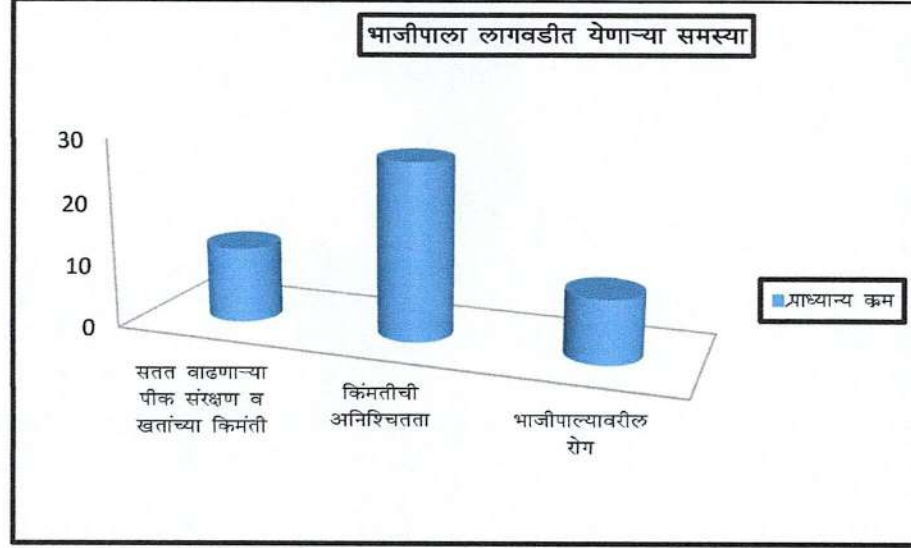 भाजीपाला लागवडीत येणाऱ्या समस्या
30
20
10
0
सतत वाढणाऱ्या
पीक संरक्षण व
खतांच्या किमंती
किंमतीची
अनिश्चितता
भाजीपाल्यावरील
रोग
प्राध्यान्य क्रम